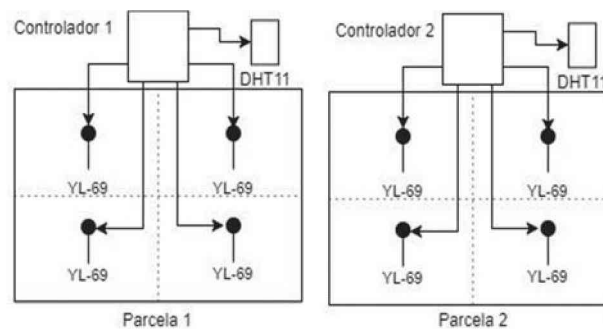 Controlador 1
DHT11
YL-69
YL-69
YL-69
YL-69
Parcela 1
Controlador 2
DHT11
YL-69
YL-69
YL-69
YL-69
Parcela 2